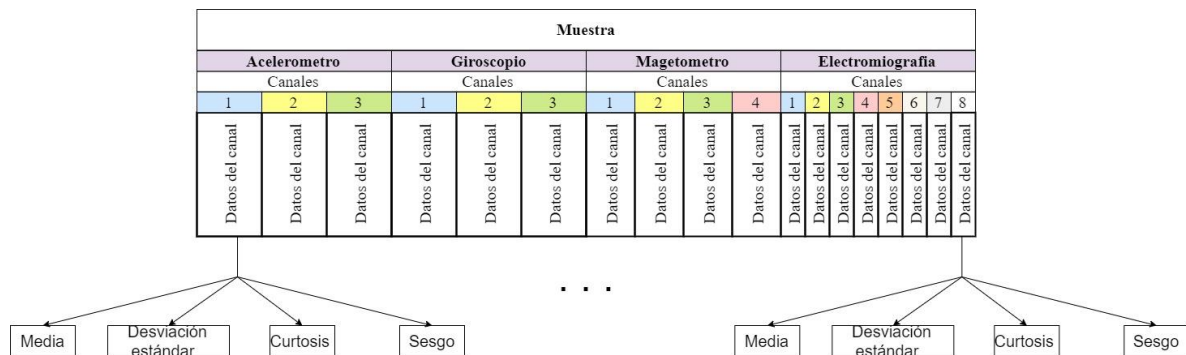 Muestra
Acelerometro Giroscopio Magetometro Electromiografia
Canales Canales Canales Canales
1 2 3 1 2 3 1 2 3 4 1 2 3 4 5 6 7 8
Datos del canal Datos del canal Datos del canal Datos del canal Datos del canal Datos del canal Datos del canal Datos del canal Datos del canal Datos del canal Datos del canal Datos del canal Datos del canal Datos del canal Datos del canal Datos del canal Datos del canal Datos del canal
. . .
Media Desviación estándar Curtosis Sesgo Media Desviación estándar Curtosis Sesgo